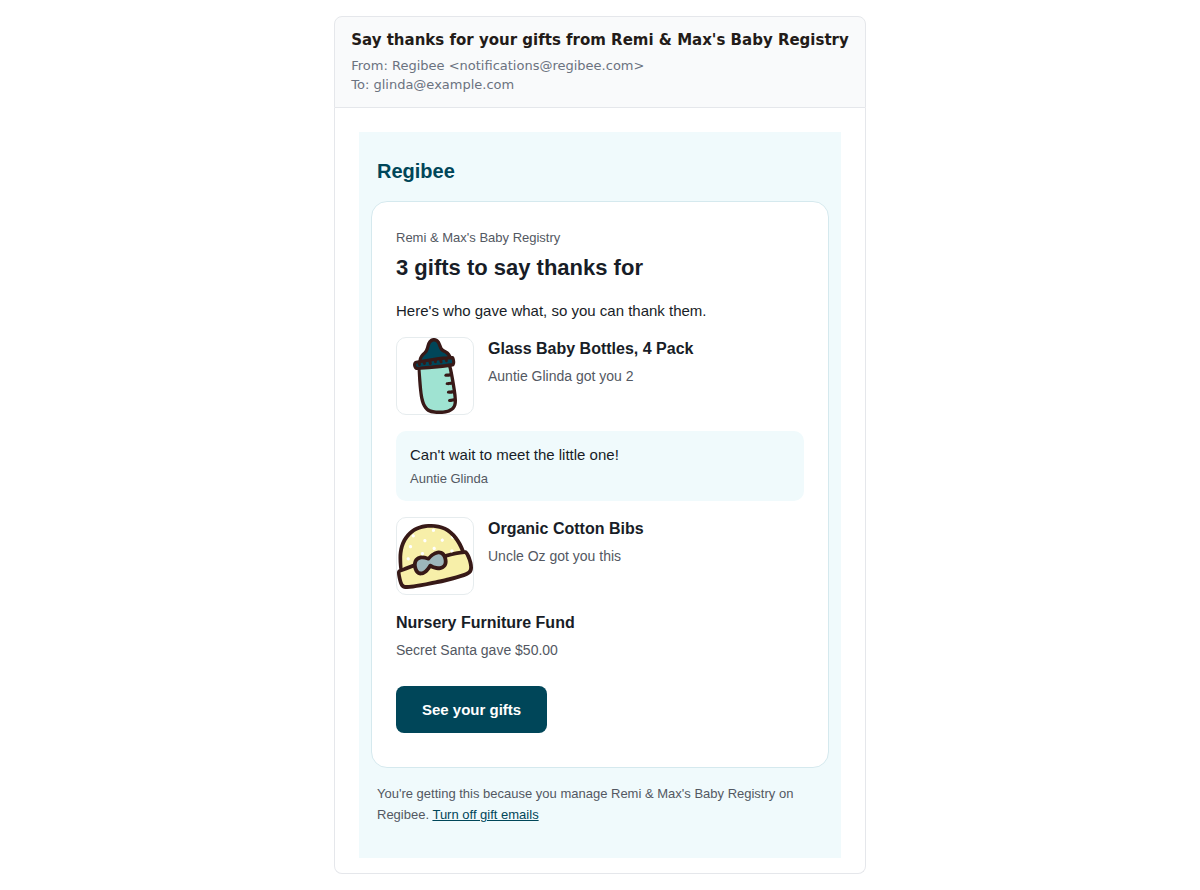 Say thanks for your gifts from Remi & Max's Baby Registry
From: Regibee <notifications@regibee.com>
To: glinda@example.com
Regibee
Remi & Max's Baby Registry
3 gifts to say thanks for
Here's who gave what, so you can thank them.
Glass Baby Bottles, 4 Pack
Auntie Glinda got you 2
Can't wait to meet the little one!
Auntie Glinda
Organic Cotton Bibs
Uncle Oz got you this
Nursery Furniture Fund
Secret Santa gave $50.00
See your gifts
You're getting this because you manage Remi & Max's Baby Registry on
Regibee. Turn off gift emails